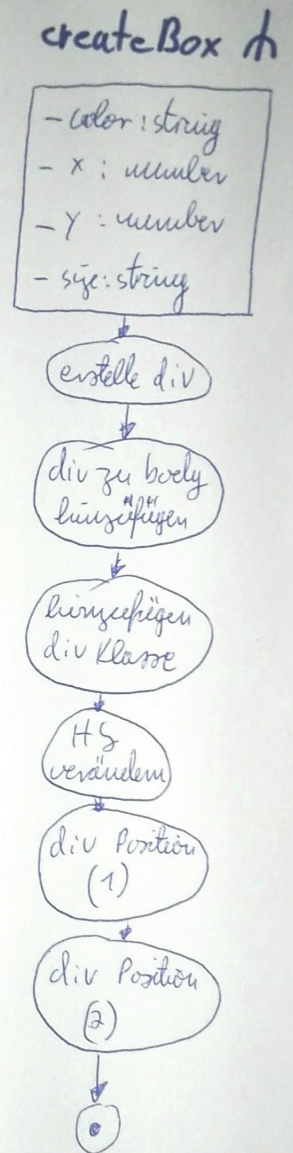 createBox
- color : string
- x : number
- y : number
- size : string
erstelle div
div zu body
hinzufügen
hinzufügen
div Klasse
HG
verändern
div Position
(1)
div Position
(2)